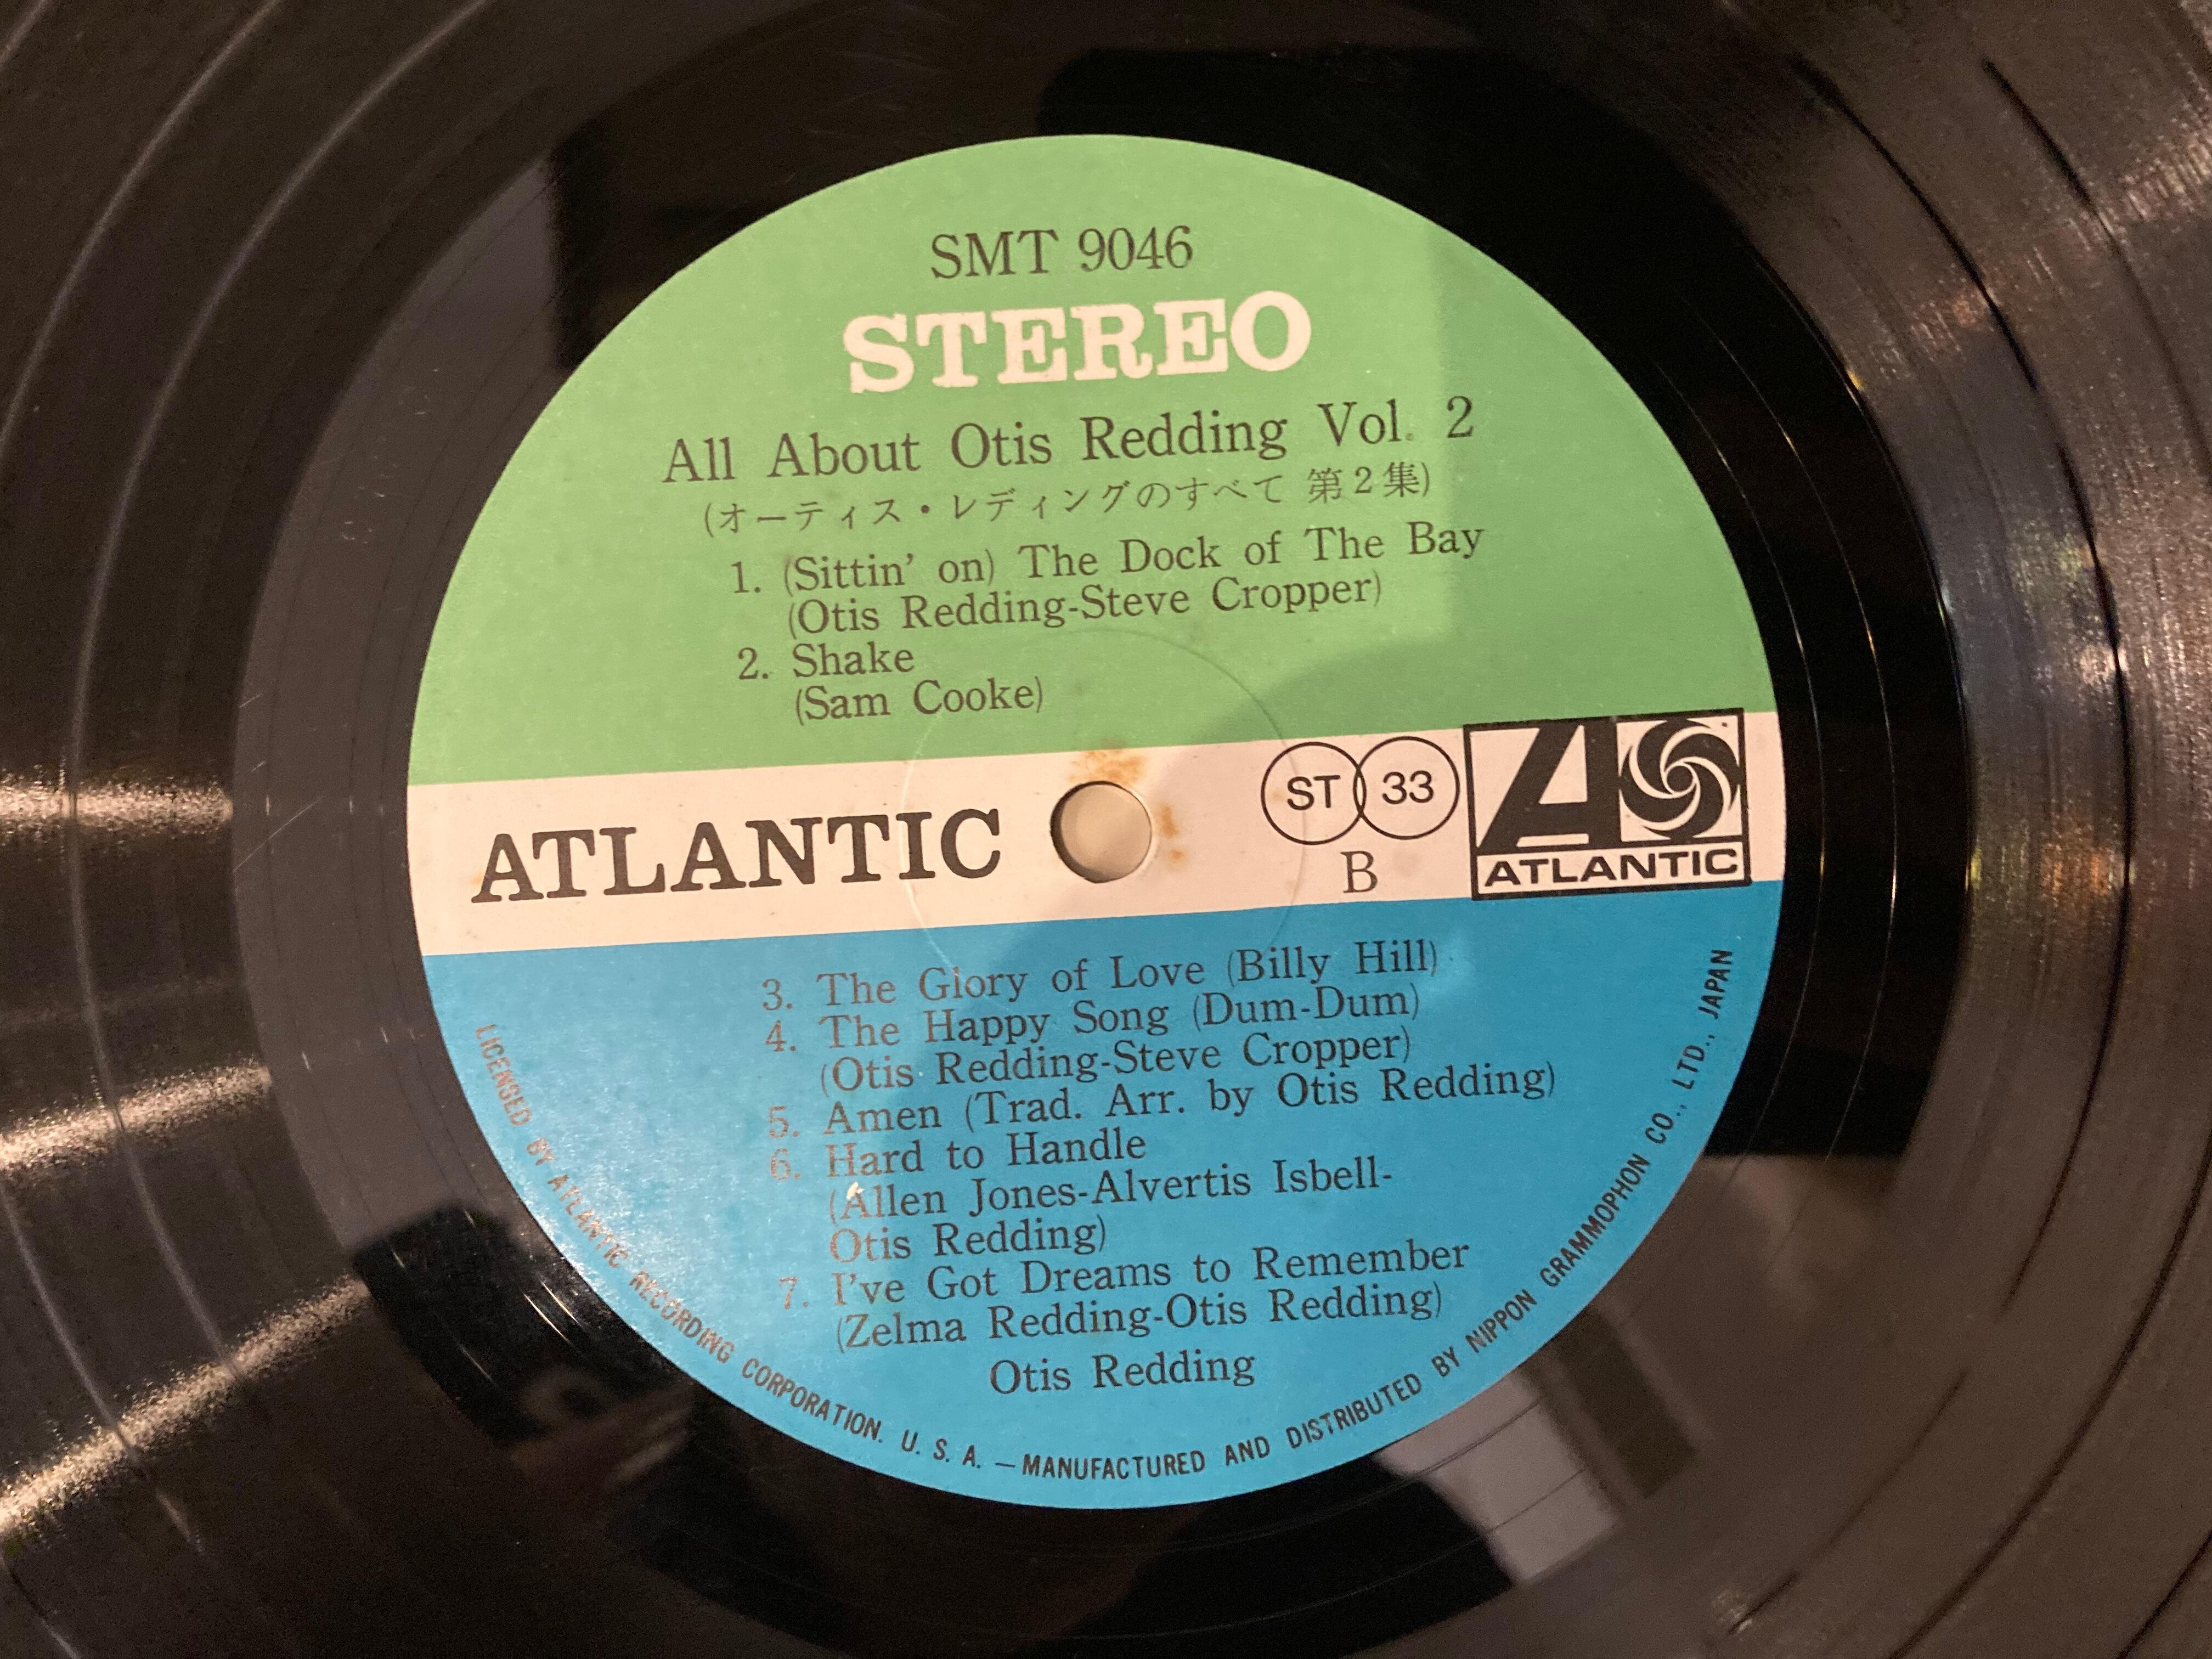 SMT 9046
STEREO
All About Otis Redding Vol. 2
(オーティス・レディングのすべて 第2集)
1. (Sittin' on) The Dock of The Bay
(Otis Redding-Steve Cropper)
2. Shake
(Sam Cooke)
ATLANTIC
ST 33
B
ATLANTIC
3. The Glory of Love (Billy Hill)
4. The Happy Song (Dum-Dum)
(Otis Redding-Steve Cropper)
5. Amen (Trad. Arr. by Otis Redding)
6. Hard to Handle
(Allen Jones-Alvertis Isbell-
Otis Redding)
7. I've Got Dreams to Remember
(Zelma Redding-Otis Redding)
Otis Redding
LICENSED BY ATLANTIC RECORDING CORPORATION. U. S. A. — MANUFACTURED AND DISTRIBUTED BY NIPPON GRAMMOPHON CO., LTD., JAPAN